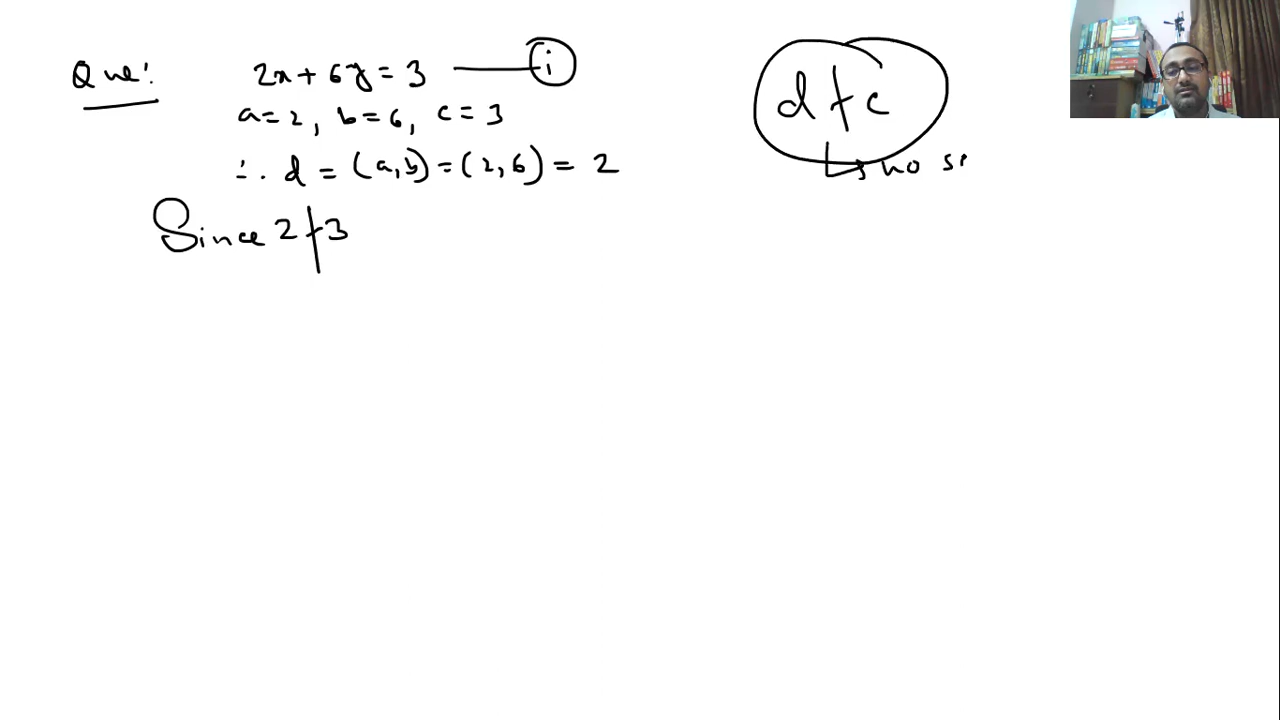 Que:
2x + 6y = 3 — i
a=2, b=6, c=3
∴ d = (a,b) = (2,6) = 2
Since 2∤3
d ∤ c
↳ no s